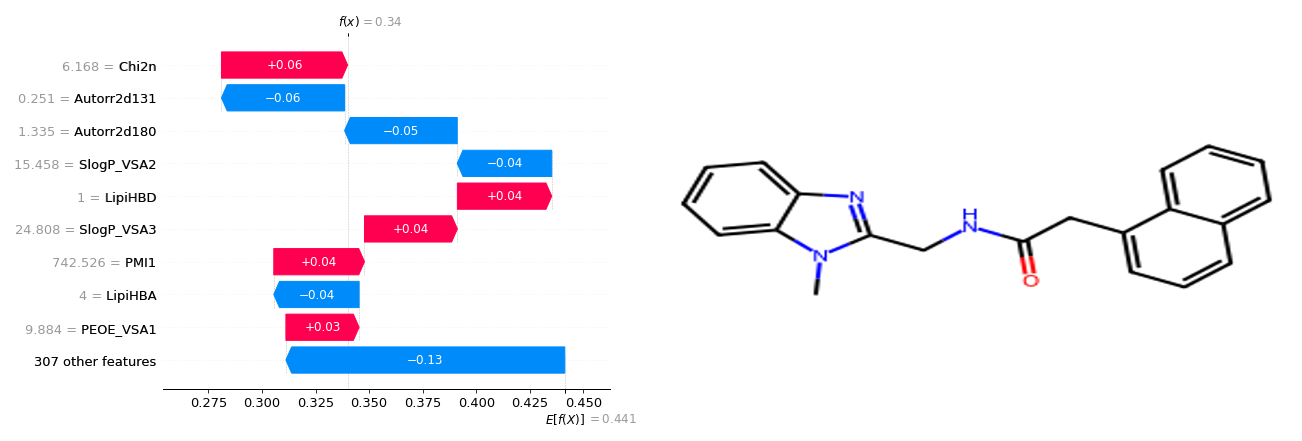 f(x) = 0.34
6.168 = Chi2n
+0.06
0.251 = Autorr2d131
−0.06
1.335 = Autorr2d180
−0.05
15.458 = SlogP_VSA2
−0.04
1 = LipiHBD
+0.04
24.808 = SlogP_VSA3
+0.04
742.526 = PMI1
+0.04
4 = LipiHBA
−0.04
9.884 = PEOE_VSA1
+0.03
307 other features
−0.13
0.275 0.300 0.325 0.350 0.375 0.400 0.425 0.450
E[f(X)] = 0.441
N
N
H
N
O